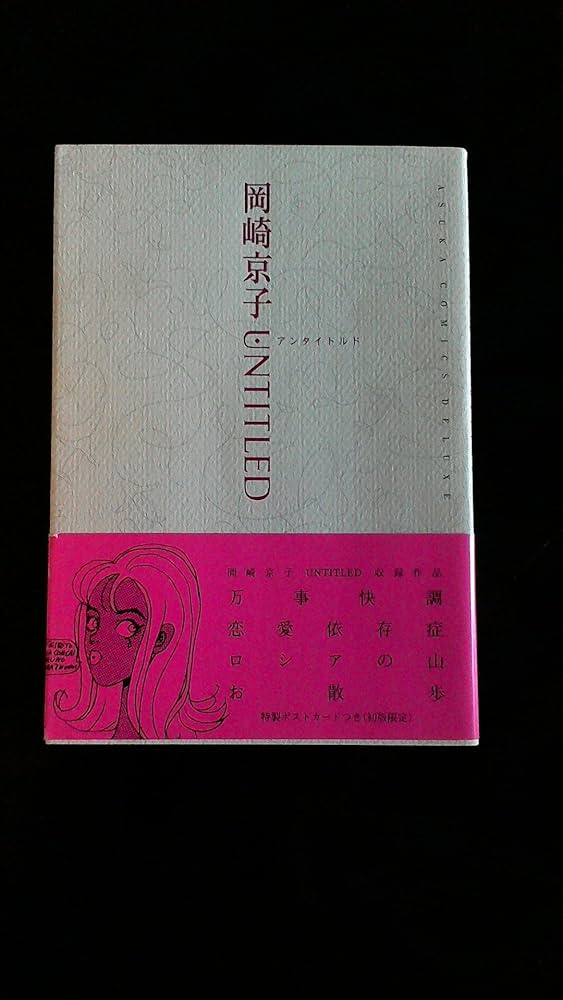 岡崎京子 UNTITLED
アンタイトルド
ASUKA COMICS DELUXE
岡崎京子 UNTITLED 収録作品
万事快調
恋愛依存症
ロシアの山
お散歩
特製ポストカードつき（初版限定）